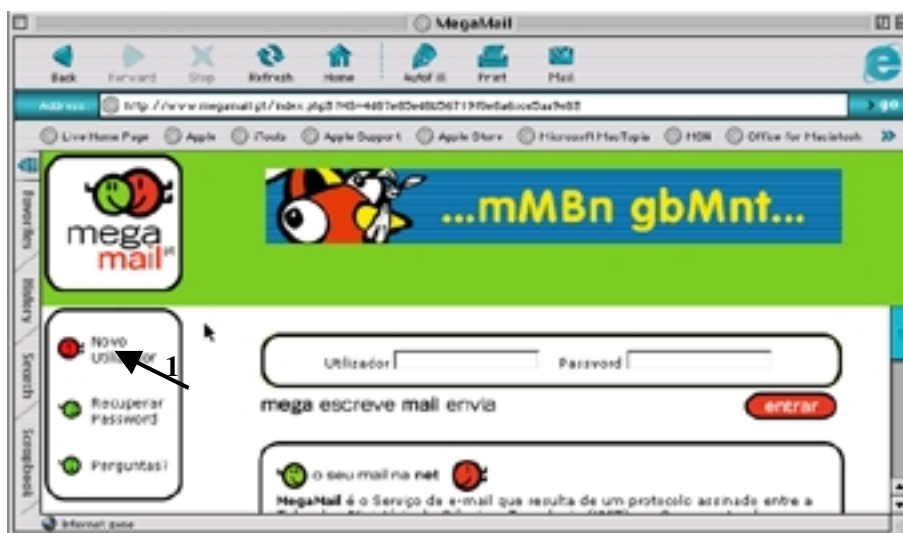 MegaMail
Back Forward Stop Refresh Home AutoFill Print Mail
Address: go
Live Home Page Apple iTools Apple Support Apple Store Microsoft MacTopia MSN Office for Macintosh
Favorites
History
Search
Scrapbook
mega
mail pt
...mMBn gbMnt...
Novo
Utilizador
1
Recuperar
Password
Perguntas?
Utilizador Password
mega escreve mail envia
entrar
o seu mail na net
MegaMail é o Serviço de e-mail que resulta de um protocolo assinado entre a
Internet zone